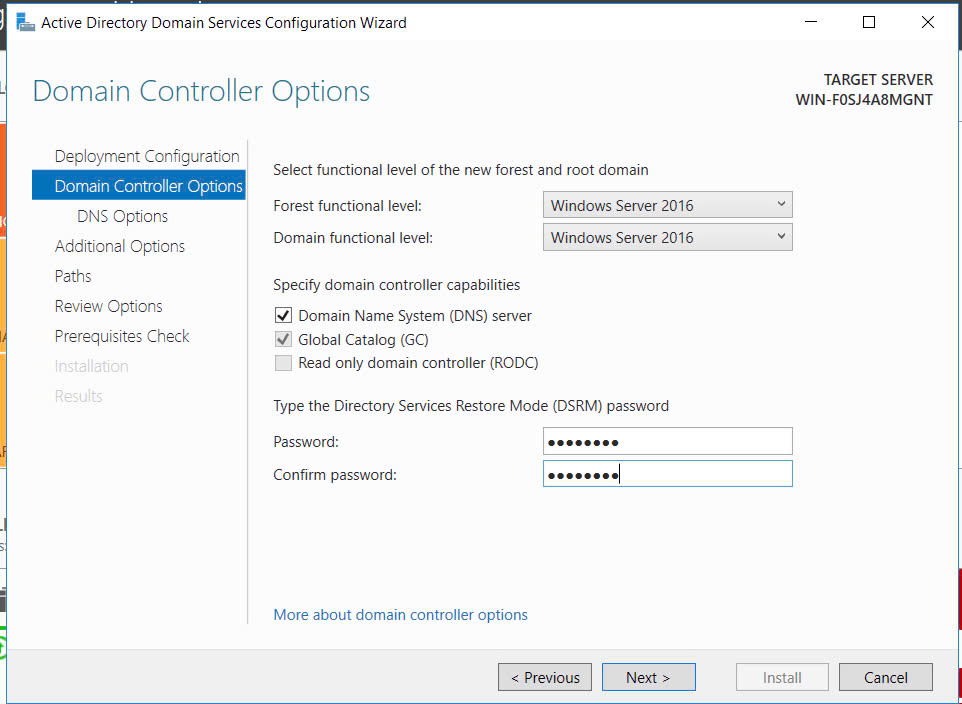 Active Directory Domain Services Configuration Wizard
Domain Controller Options
TARGET SERVER
WIN-F0SJ4A8MGNT
Deployment Configuration
Domain Controller Options
DNS Options
Additional Options
Paths
Review Options
Prerequisites Check
Installation
Results
Select functional level of the new forest and root domain
Forest functional level: Windows Server 2016
Domain functional level: Windows Server 2016
Specify domain controller capabilities
Domain Name System (DNS) server
Global Catalog (GC)
Read only domain controller (RODC)
Type the Directory Services Restore Mode (DSRM) password
Password: ●●●●●●●●
Confirm password: ●●●●●●●●
More about domain controller options
< Previous Next > Install Cancel